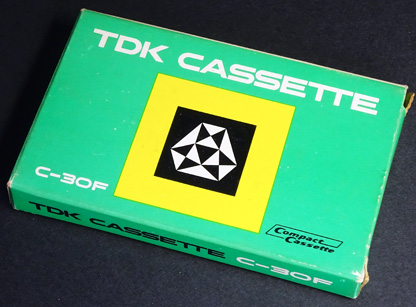 TDK CASSETTE
C-30F
Compact
Cassette
TDK CASSETTE C-30F